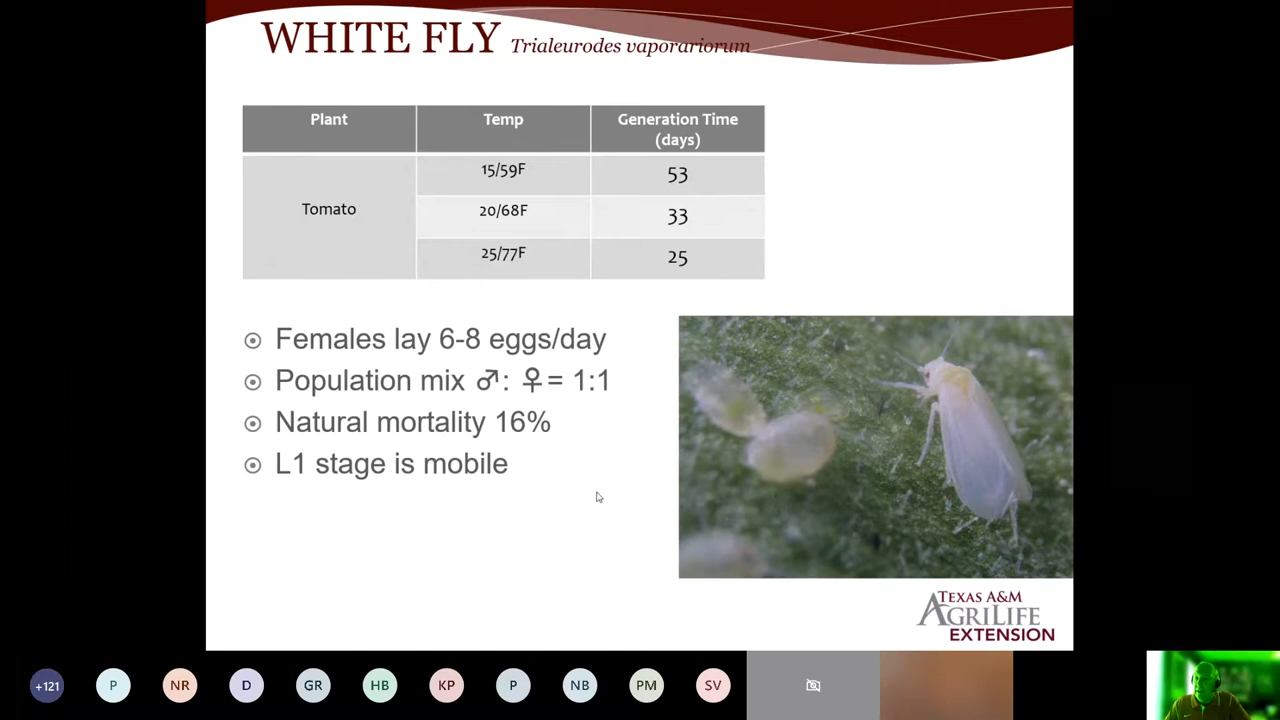 WHITE FLY Trialeurodes vaporariorum
Plant Temp Generation Time (days)
Tomato
15/59F 53
20/68F 33
25/77F 25
Females lay 6-8 eggs/day
Population mix ♂: ♀= 1:1
Natural mortality 16%
L1 stage is mobile
TEXAS A&M
AGRILIFE
EXTENSION
+121 P NR D GR HB KP P NB PM SV